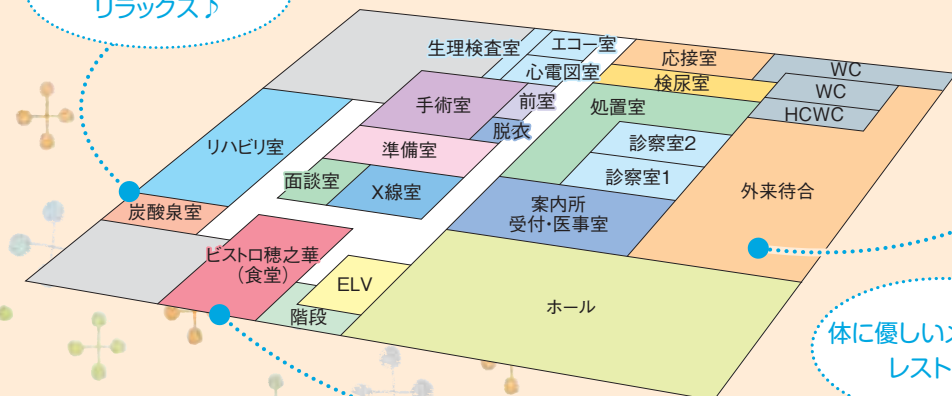 リラックス♪
生理検査室
エコー室
心電図室
応接室
WC
検尿室
WC
HCWC
手術室
前室
処置室
脱衣
リハビリ室
準備室
診察室2
面談室
X線室
診察室1
外来待合
炭酸泉室
案内所
受付・医事室
ビストロ穂之華
(食堂)
ELV
ホール
階段
体に優しい
レスト